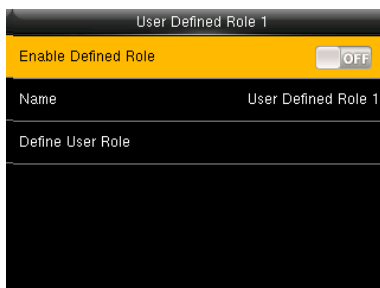 User Defined Role 1
Enable Defined Role OFF
Name User Defined Role 1
Define User Role